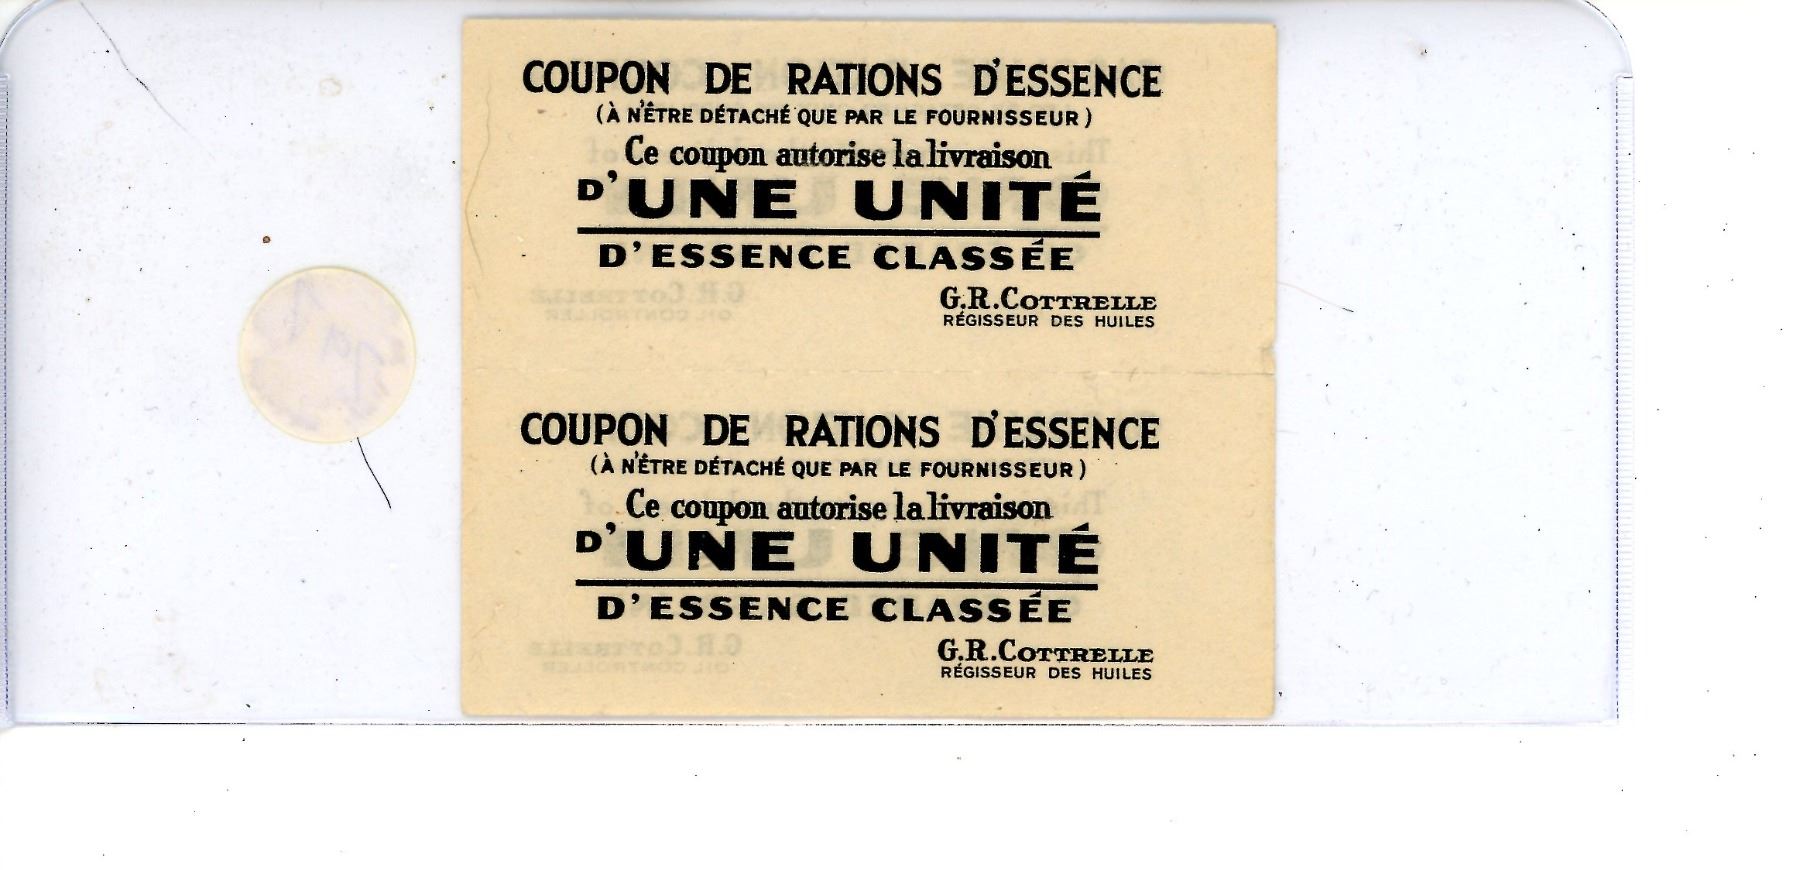 COUPON DE RATIONS D'ESSENCE
(À N'ÊTRE DÉTACHÉ QUE PAR LE FOURNISSEUR)
Ce coupon autorise la livraison
D'UNE UNITÉ
D'ESSENCE CLASSÉE
G.R. COTTRELLE
RÉGISSEUR DES HUILES
COUPON DE RATIONS D'ESSENCE
(À N'ÊTRE DÉTACHÉ QUE PAR LE FOURNISSEUR)
Ce coupon autorise la livraison
D'UNE UNITÉ
D'ESSENCE CLASSÉE
G.R. COTTRELLE
RÉGISSEUR DES HUILES